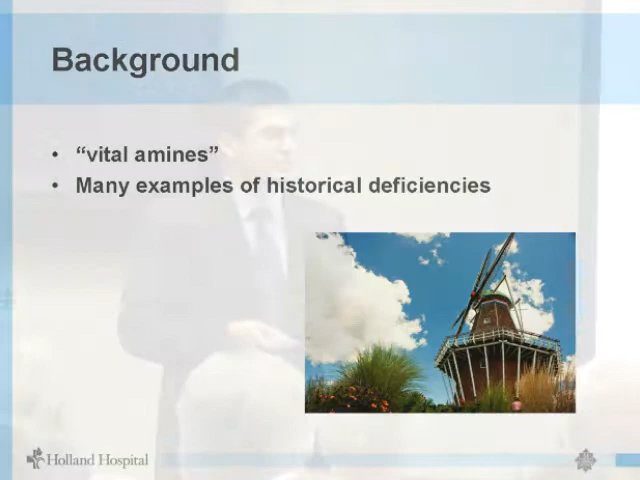 Background
• “vital amines”
• Many examples of historical deficiencies
Holland Hospital